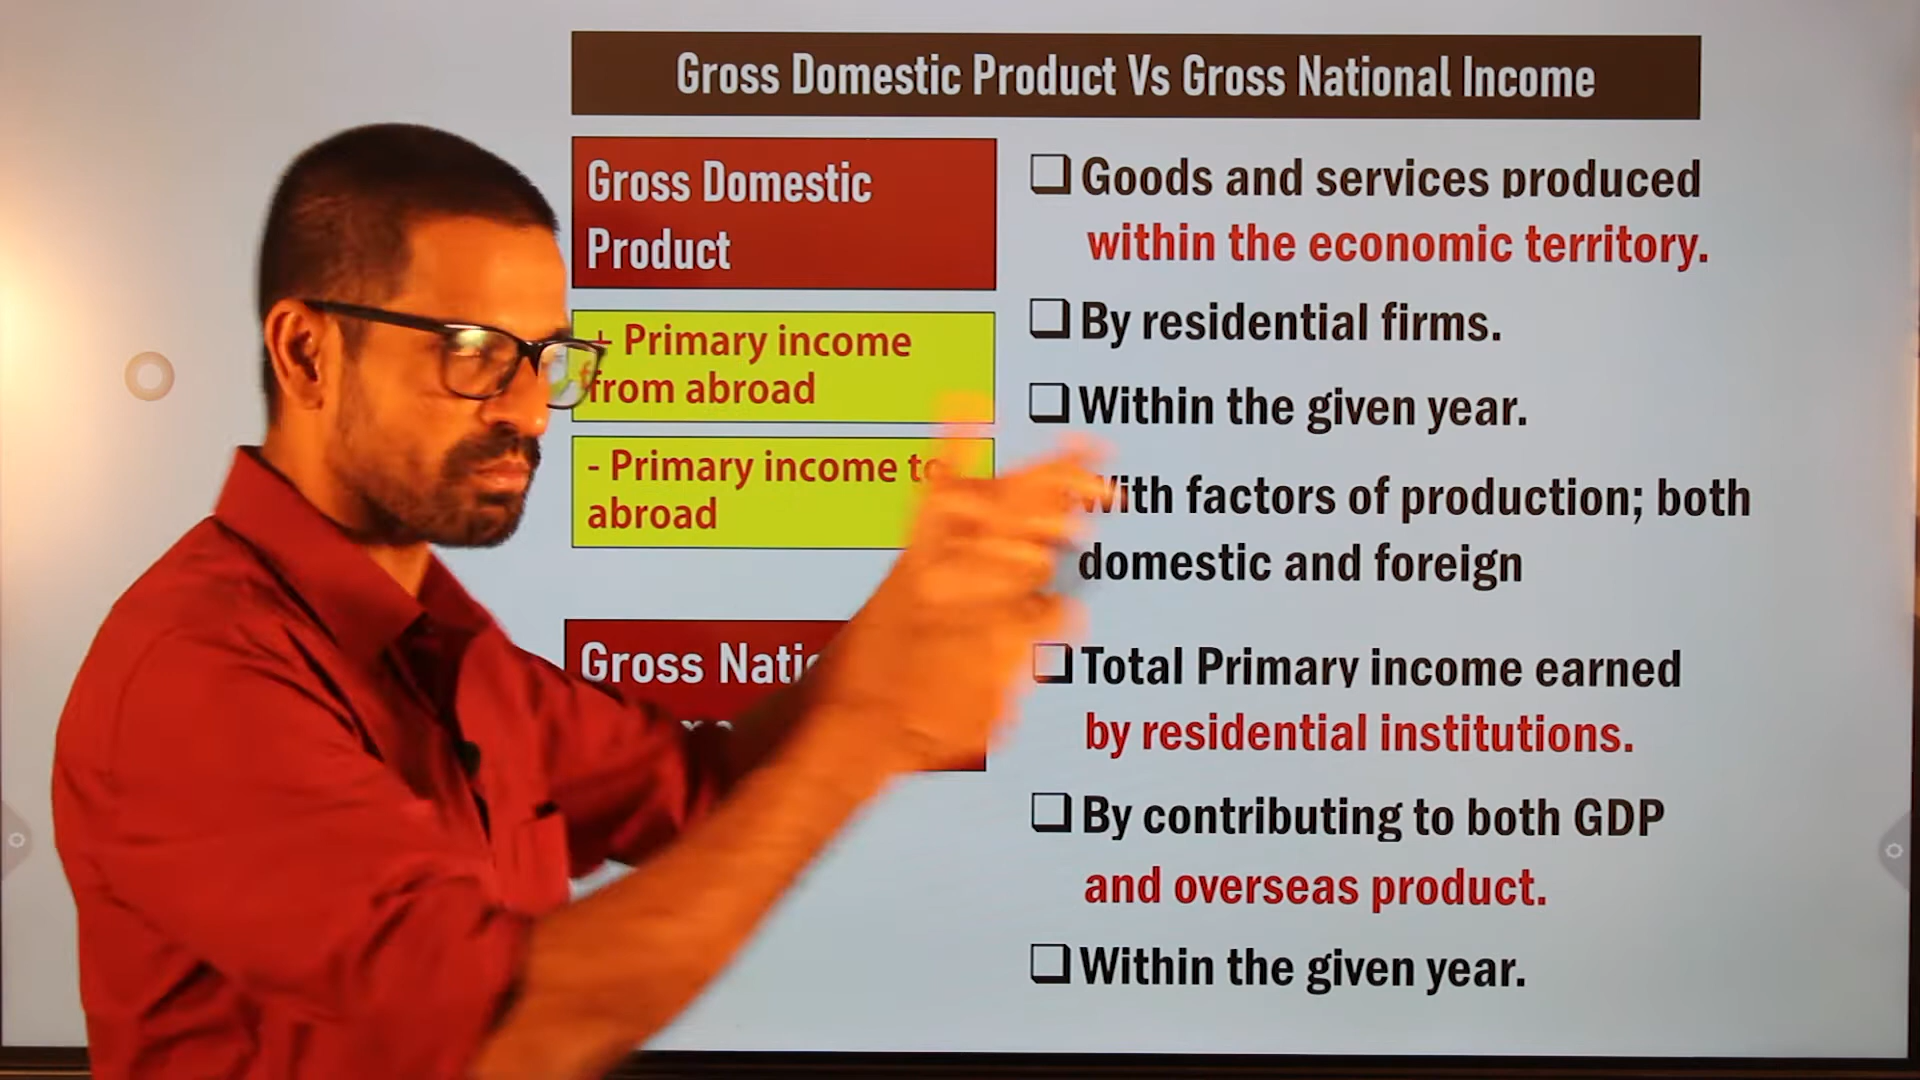 Gross Domestic Product Vs Gross National Income
Gross Domestic
Product
+ Primary income
from abroad
- Primary income to
abroad
Gross
Goods and services produced
within the economic territory.
By residential firms.
Within the given year.
With factors of production; both
domestic and foreign
Total Primary income earned
by residential institutions.
By contributing to both GDP
and overseas product.
Within the given year.